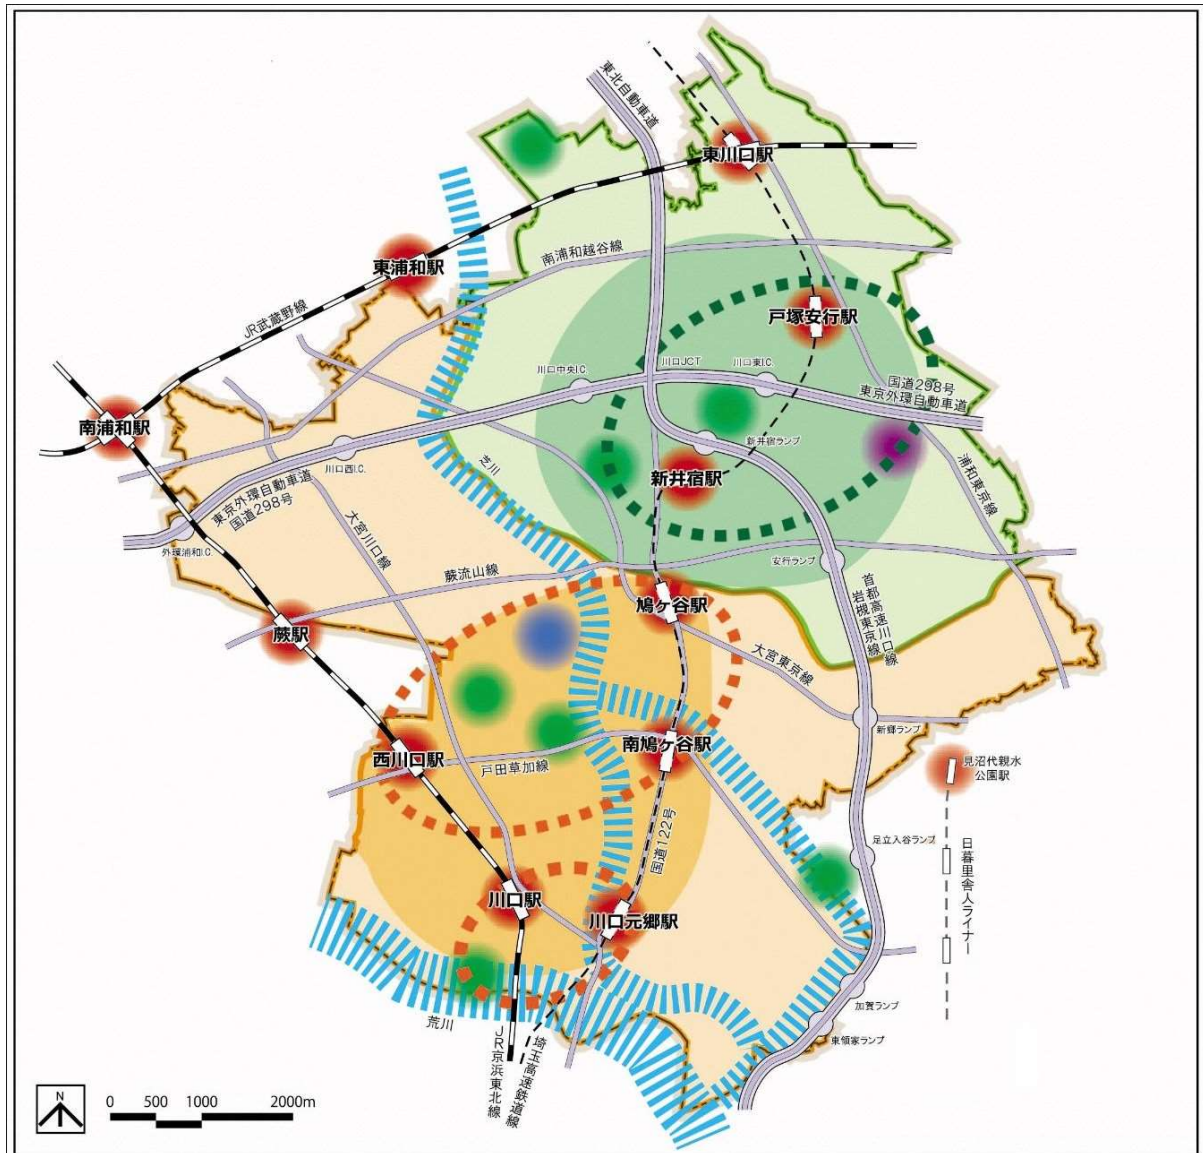 東北自動車道
東川口駅
南浦和越谷線
東浦和駅
JR武蔵野線
戸塚安行駅
川口中央I.C.
川口JCT
川口東I.C.
国道298号
東京外環自動車道
南浦和駅
新井宿ランプ
川口西I.C.
芝川
新井宿駅
浦和東京線
東京外環自動車道
国道298号
大宮川口線
外環浦和I.C.
蕨流山線
安行ランプ
首都高速川口線
岩槻東京線
鳩ヶ谷駅
蕨駅
大宮東京線
新郷ランプ
南鳩ヶ谷駅
西川口駅
戸田草加線
見沼代親水
公園駅
国道122号
足立入谷ランプ
日暮里舎人ライナー
川口駅
川口元郷駅
加賀ランプ
荒川
JR京浜東北線
埼玉高速鉄道線
東領家ランプ
N
0 500 1000 2000m